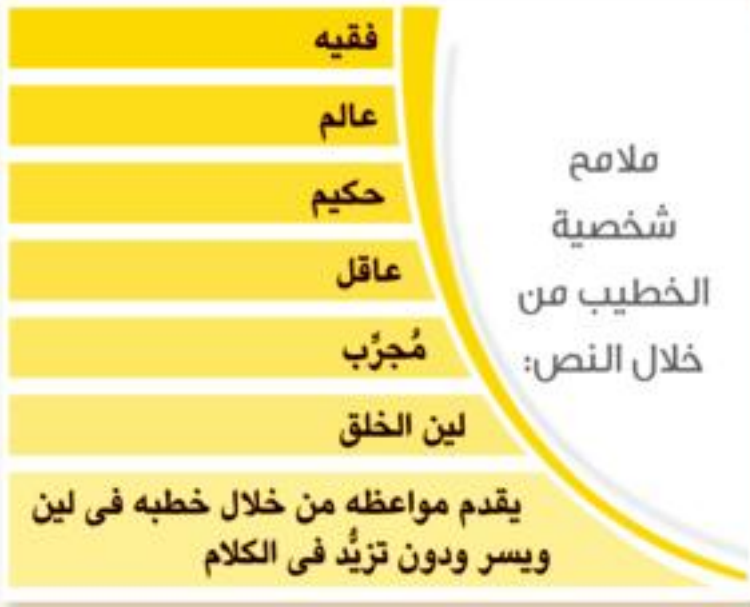 ملامح
شخصية
الخطيب من
خلال النص:
فقيه
عالم
حكيم
عاقل
مُجرِّب
لين الخلق
يقدم مواعظه من خلال خطبه فى لين
ويسر ودون تزيُّد فى الكلام